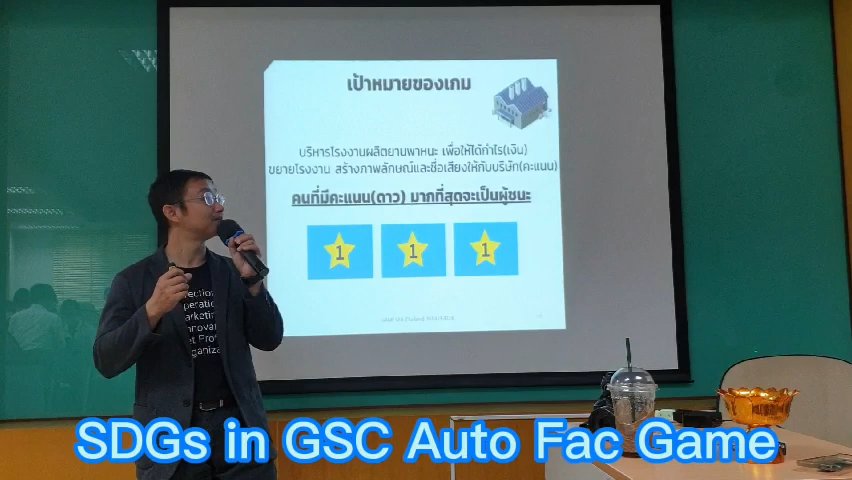 เป้าหมายของเกม
บริหารโรงงานผลิตยานพาหนะ เพื่อให้ได้กำไร(เงิน)
ขยายโรงงาน สร้างภาพลักษณ์และชื่อเสียงให้กับบริษัท(คะแนน)
คนที่มีคะแนน(ดาว) มากที่สุดจะเป็นผู้ชนะ
1 1 1
SDGs in GSC Auto Fac Game